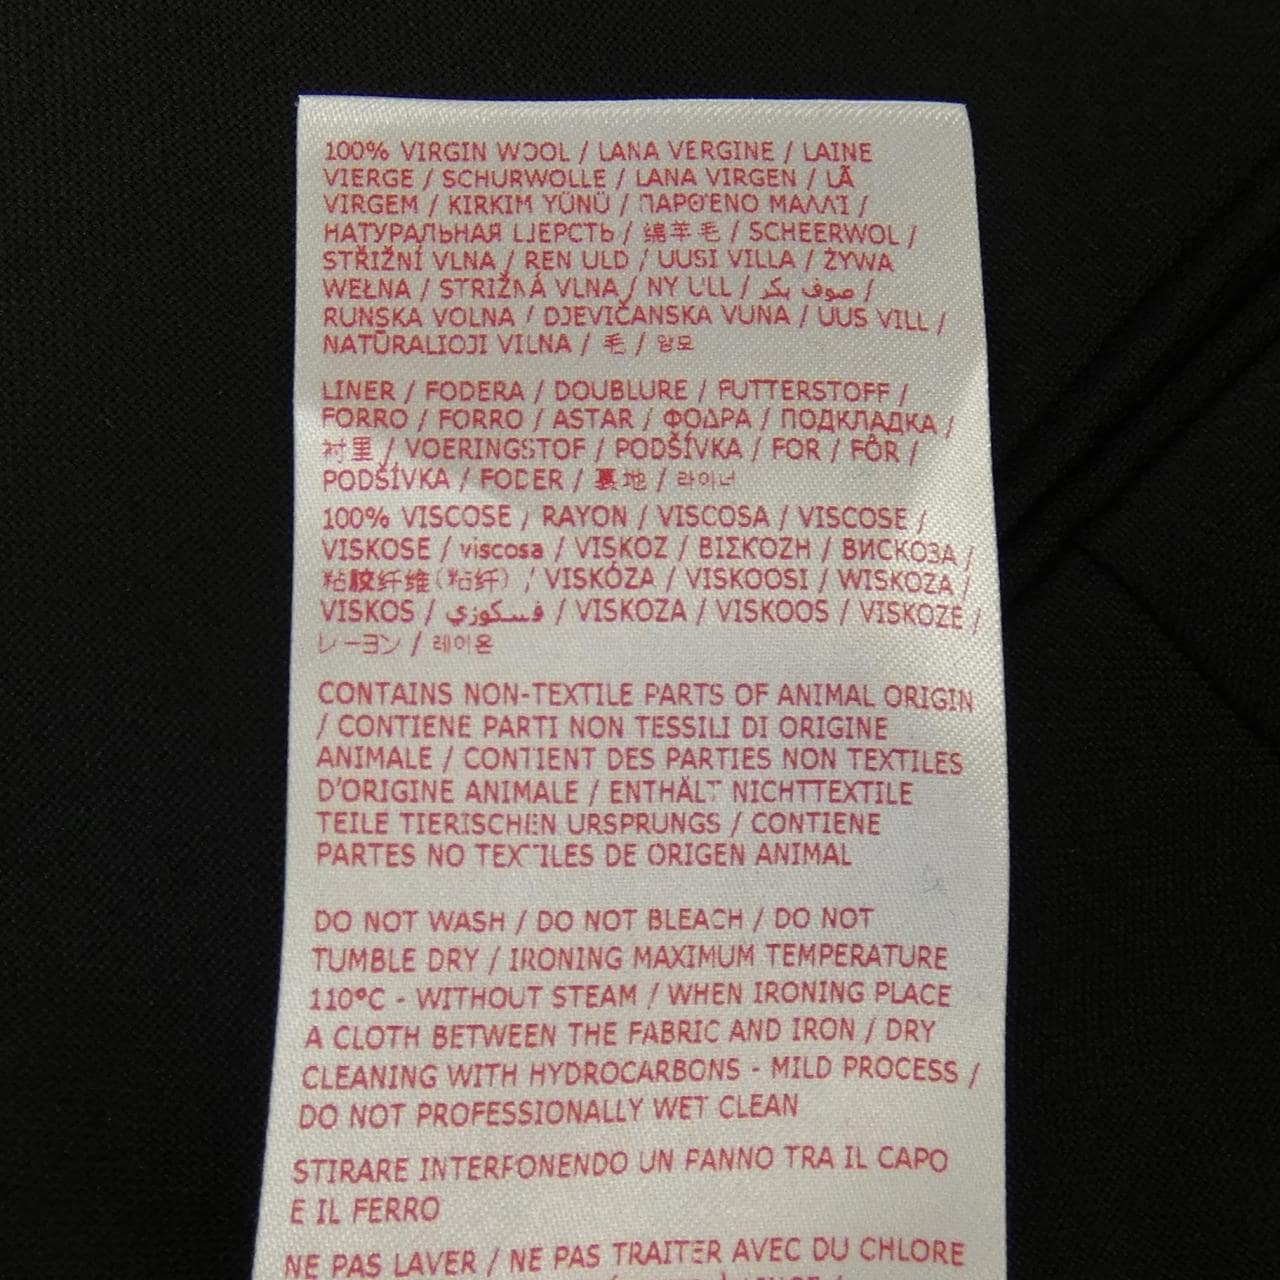 100% VIRGIN WOOL / LANA VERGINE / LAINE
VIERGE / SCHURWOLLE / LANA VIRGEN / LÃ
VIRGEM / KIRKIM YÜNÜ / ΠΑΡΘΈΝΟ ΜΑΛΛΊ /
НАТУРАЛЬНАЯ ШЕРСТЬ / 绵羊毛 / SCHEERWOL /
STŘIŽNÍ VLNA / REN ULD / UUSI VILLA / ŻYWA
WEŁNA / STRIŽNÁ VLNA / NY ULL / صوف بكر /
RUNSKA VOLNA / DJEVIČANSKA VUNA / UUS VILL /
NATŪRALIOJI VILNA / 毛 / 양모
LINER / FODERA / DOUBLURE / FUTTERSTOFF /
FORRO / FORRO / ASTAR / ΦΟΔΡΑ / ПОДКЛАДКА /
衬里 / VOERINGSTOF / PODŠÍVKA / FOR / FÔR /
PODŠÍVKA / FODER / 裏地 / 라이너
100% VISCOSE / RAYON / VISCOSA / VISCOSE /
VISKOSE / viscosa / VISKOZ / ΒΙΣΚΟΖΗ / ВИСКОЗА /
粘胶纤维(粘纤) / VISKÓZA / VISKOOSI / WISKOZA /
VISKOS / فسكوزي / VISKOZA / VISKOOS / VISKOZĖ /
レーヨン / 레이온
CONTAINS NON-TEXTILE PARTS OF ANIMAL ORIGIN
/ CONTIENE PARTI NON TESSILI DI ORIGINE
ANIMALE / CONTIENT DES PARTIES NON TEXTILES
D'ORIGINE ANIMALE / ENTHÄLT NICHTTEXTILE
TEILE TIERISCHEN URSPRUNGS / CONTIENE
PARTES NO TEXTILES DE ORIGEN ANIMAL
DO NOT WASH / DO NOT BLEACH / DO NOT
TUMBLE DRY / IRONING MAXIMUM TEMPERATURE
110°C - WITHOUT STEAM / WHEN IRONING PLACE
A CLOTH BETWEEN THE FABRIC AND IRON / DRY
CLEANING WITH HYDROCARBONS - MILD PROCESS /
DO NOT PROFESSIONALLY WET CLEAN
STIRARE INTERPONENDO UN PANNO TRA IL CAPO
E IL FERRO
NE PAS LAVER / NE PAS TRAITER AVEC DU CHLORE